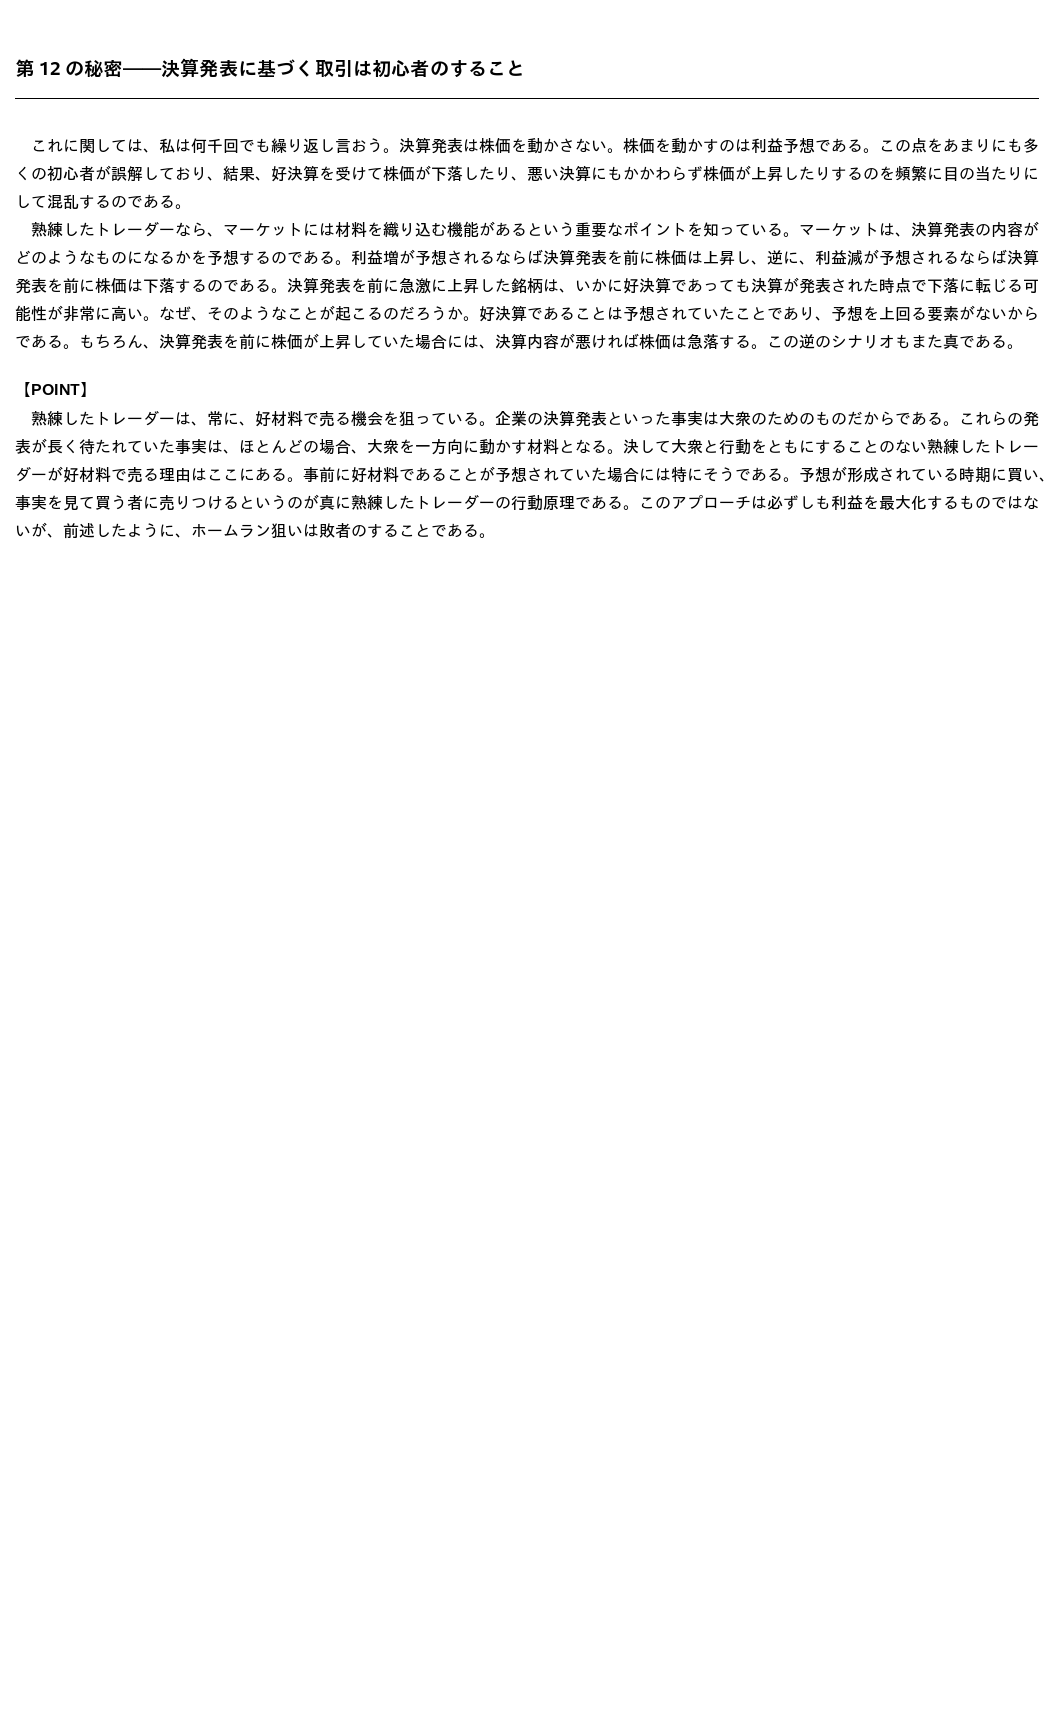 第 12 の秘密――決算発表に基づく取引は初心者のすること
　これに関しては、私は何千回でも繰り返し言おう。決算発表は株価を動かさない。株価を動かすのは利益予想である。この点をあまりにも多
くの初心者が誤解しており、結果、好決算を受けて株価が下落したり、悪い決算にもかかわらず株価が上昇したりするのを頻繁に目の当たりに
して混乱するのである。
　熟練したトレーダーなら、マーケットには材料を織り込む機能があるという重要なポイントを知っている。マーケットは、決算発表の内容が
どのようなものになるかを予想するのである。利益増が予想されるならば決算発表を前に株価は上昇し、逆に、利益減が予想されるならば決算
発表を前に株価は下落するのである。決算発表を前に急激に上昇した銘柄は、いかに好決算であっても決算が発表された時点で下落に転じる可
能性が非常に高い。なぜ、そのようなことが起こるのだろうか。好決算であることは予想されていたことであり、予想を上回る要素がないから
である。もちろん、決算発表を前に株価が上昇していた場合には、決算内容が悪ければ株価は急落する。この逆のシナリオもまた真である。
【POINT】
　熟練したトレーダーは、常に、好材料で売る機会を狙っている。企業の決算発表といった事実は大衆のためのものだからである。これらの発
表が長く待たれていた事実は、ほとんどの場合、大衆を一方向に動かす材料となる。決して大衆と行動をともにすることのない熟練したトレー
ダーが好材料で売る理由はここにある。事前に好材料であることが予想されていた場合には特にそうである。予想が形成されている時期に買い、
事実を見て買う者に売りつけるというのが真に熟練したトレーダーの行動原理である。このアプローチは必ずしも利益を最大化するものではな
いが、前述したように、ホームラン狙いは敗者のすることである。